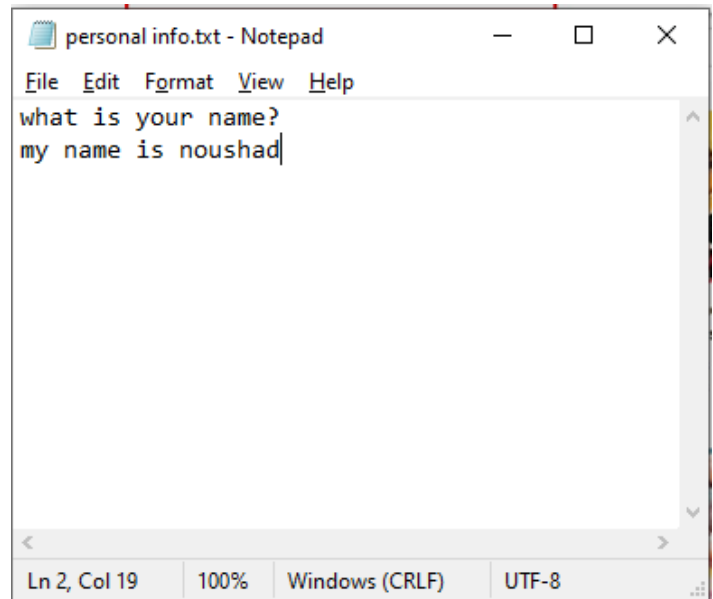 personal info.txt - Notepad
File Edit Format View Help
what is your name?
my name is noushad
Ln 2, Col 19 100% Windows (CRLF) UTF-8